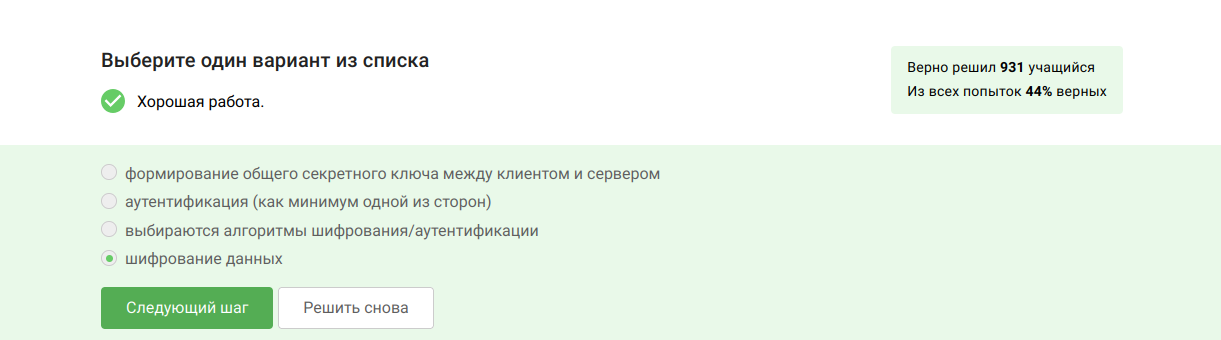 Выберите один вариант из списка
Хорошая работа.
Верно решил 931 учащийся
Из всех попыток 44% верных
формирование общего секретного ключа между клиентом и сервером
аутентификация (как минимум одной из сторон)
выбираются алгоритмы шифрования/аутентификации
шифрование данных
Следующий шаг
Решить снова